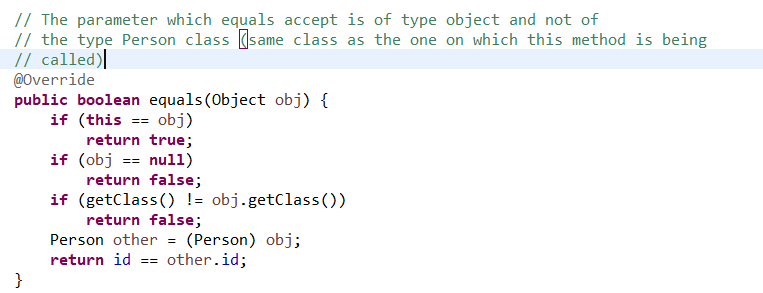 // The parameter which equals accept is of type object and not of
// the type Person class (same class as the one on which this method is being
// called)
@Override
public boolean equals(Object obj) {
    if (this == obj)
        return true;
    if (obj == null)
        return false;
    if (getClass() != obj.getClass())
        return false;
    Person other = (Person) obj;
    return id == other.id;
}